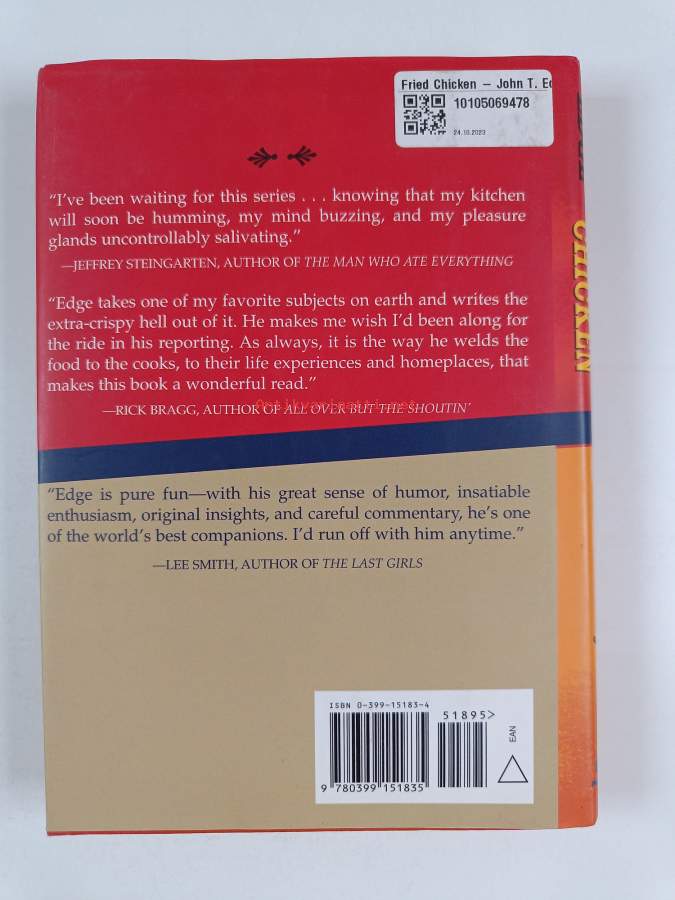 Fried Chicken – John T. Ed
10105069478
24.10.2023
CHICKEN
“I’ve been waiting for this series . . . knowing that my kitchen
will soon be humming, my mind buzzing, and my pleasure
glands uncontrollably salivating.”
—JEFFREY STEINGARTEN, AUTHOR OF THE MAN WHO ATE EVERYTHING
“Edge takes one of my favorite subjects on earth and writes the
extra-crispy hell out of it. He makes me wish I’d been along for
the ride in his reporting. As always, it is the way he welds the
food to the cooks, to their life experiences and homeplaces, that
makes this book a wonderful read.”
—RICK BRAGG, AUTHOR OF ALL OVER BUT THE SHOUTIN’
“Edge is pure fun—with his great sense of humor, insatiable
enthusiasm, original insights, and careful commentary, he’s one
of the world’s best companions. I’d run off with him anytime.”
—LEE SMITH, AUTHOR OF THE LAST GIRLS
ISBN 0-399-15183-4
51895>
EAN
9 780399 151835